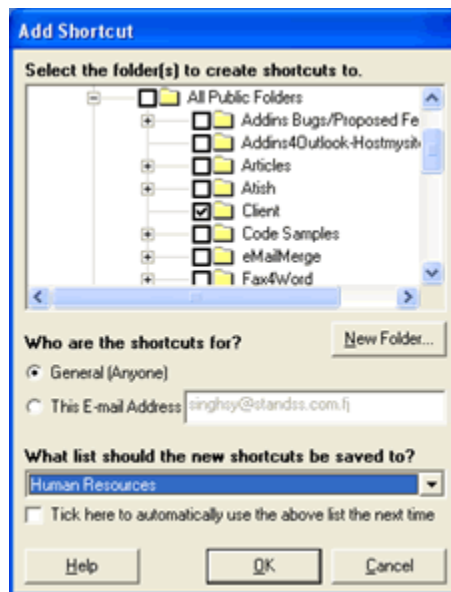 Add Shortcut
Select the folder(s) to create shortcuts to.
All Public Folders
Addins Bugs/Proposed Fe
Addins4Outlook-Hostmysit
Articles
Atish
Client
Code Samples
eMailMerge
Fax4Word
Who are the shortcuts for?
New Folder...
General (Anyone)
This E-mail Address singhsy@standss.com.fj
What list should the new shortcuts be saved to?
Human Resources
Tick here to automatically use the above list the next time
Help OK Cancel